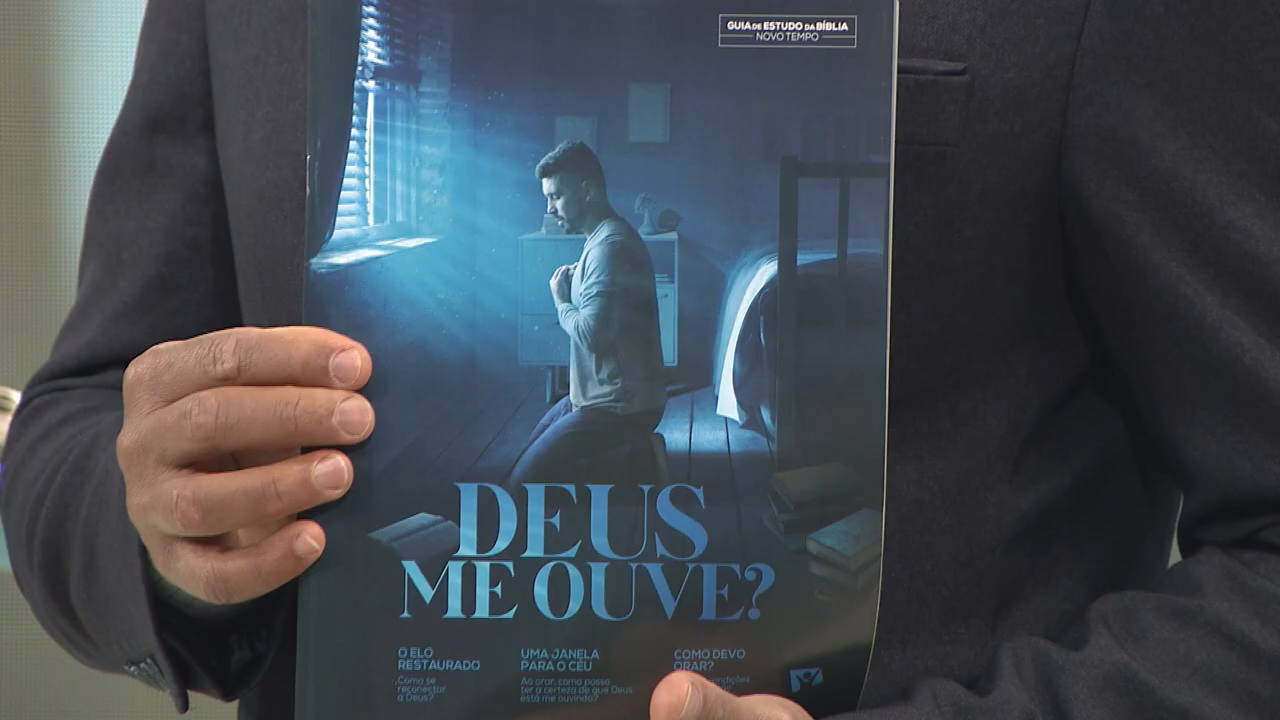 GUIA DE ESTUDO DA BÍBLIA
NOVO TEMPO
DEUS
ME OUVE?
O ELO
RESTAURADO
Como se
reconectar
a Deus?
UMA JANELA
PARA O CÉU
Ao orar, como posso
ter a certeza de que Deus
está me ouvindo?
COMO DEVO
ORAR?